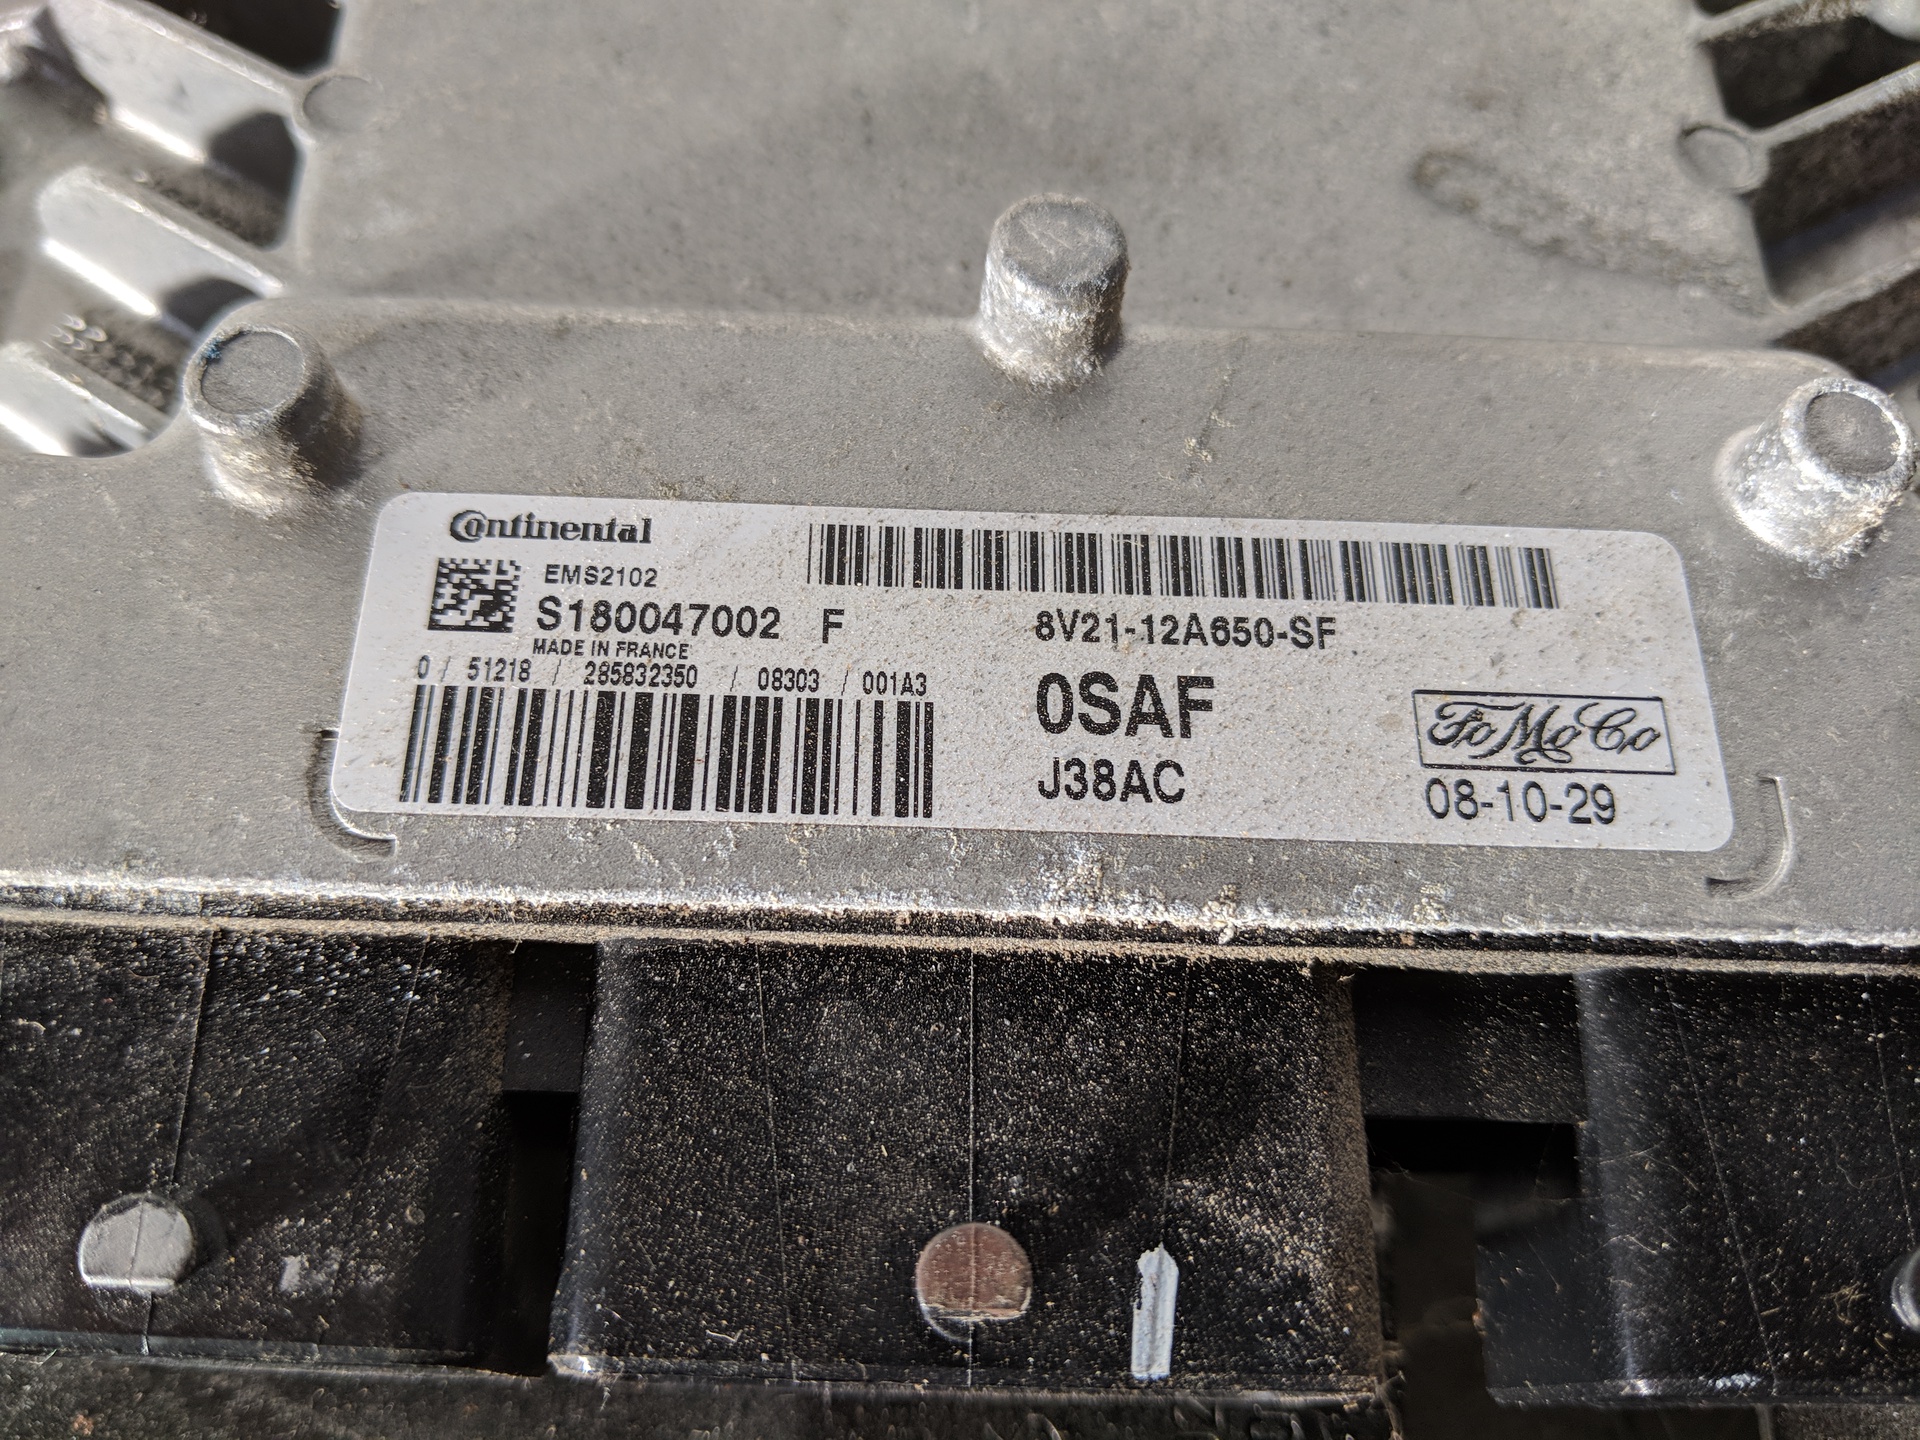 Continental
EMS2102
S180047002 F
MADE IN FRANCE
0 / 51218 / 285832350 / 08303 / 001A3
8V21-12A650-SF
0SAF
J38AC
FoMoCo
08-10-29